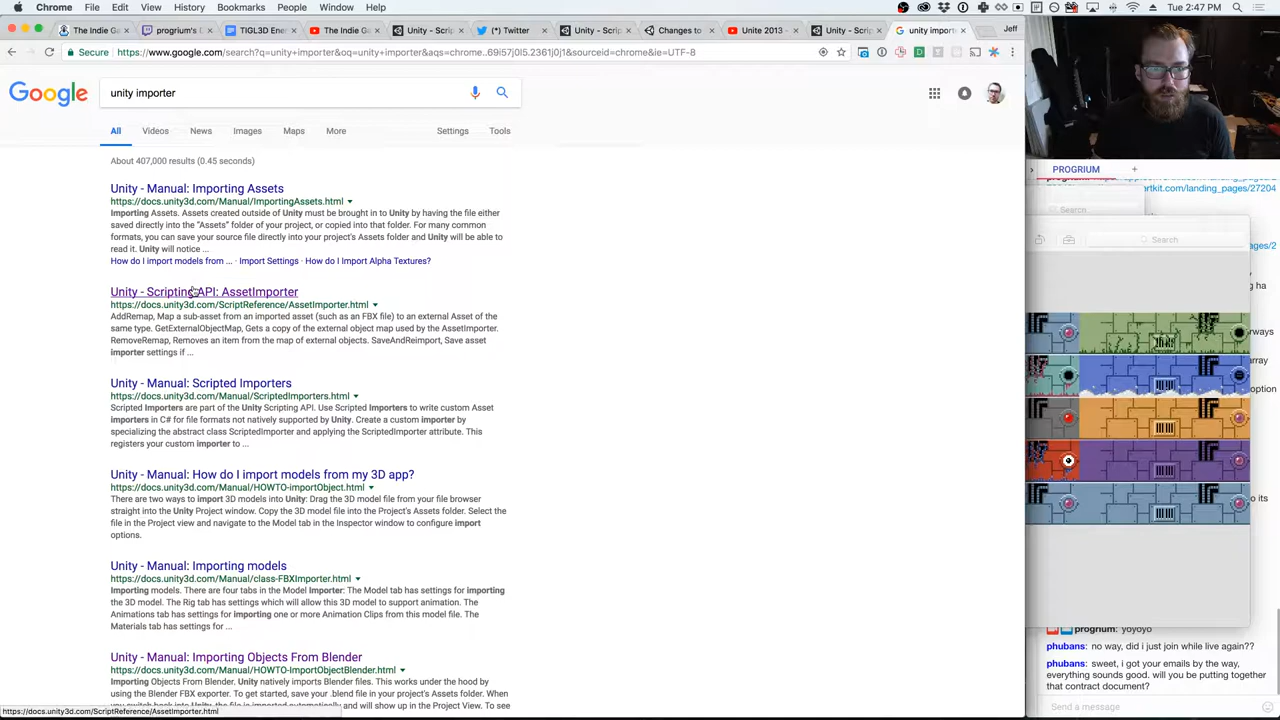 Chrome File Edit View History Bookmarks People Window Help
Tue 2:47 PM
The Indie Ga
progrium's t
TIGL3D Ener
The Indie Ga
Unity - Scrip
(*) Twitter
Unity - Scrip
Changes to
Unite 2013 -
Unity - Scrip
unity import
Jeff
Secure https://www.google.com/search?q=unity+importer&oq=unity+importer&aqs=chrome..69i57j0l5.2361j0j1&sourceid=chrome&ie=UTF-8
Google
unity importer
All Videos News Images Maps More Settings Tools
About 407,000 results (0.45 seconds)
Unity - Manual: Importing Assets
https://docs.unity3d.com/Manual/ImportingAssets.html
Importing Assets. Assets created outside of Unity must be brought in to Unity by having the file either
saved directly into the "Assets" folder of your project, or copied into that folder. For many common
formats, you can save your source file directly into your project's Assets folder and Unity will be able to
read it. Unity will notice ...
How do I import models from ... · Import Settings · How do I Import Alpha Textures?
Unity - Scripting API: AssetImporter
https://docs.unity3d.com/ScriptReference/AssetImporter.html
AddRemap, Map a sub-asset from an imported asset (such as an FBX file) to an external Asset of the
same type. GetExternalObjectMap, Gets a copy of the external object map used by the AssetImporter.
RemoveRemap, Removes an item from the map of external objects. SaveAndReimport, Save asset
importer settings if ...
Unity - Manual: Scripted Importers
https://docs.unity3d.com/Manual/ScriptedImporters.html
Scripted Importers are part of the Unity Scripting API. Use Scripted Importers to write custom Asset
importers in C# for file formats not natively supported by Unity. Create a custom importer by
specializing the abstract class ScriptedImporter and applying the ScriptedImporter attribute. This
registers your custom importer to ...
Unity - Manual: How do I import models from my 3D app?
https://docs.unity3d.com/Manual/HOWTO-importObject.html
There are two ways to import 3D models into Unity: Drag the 3D model file from your file browser
straight into the Unity Project window. Copy the 3D model file into the Project's Assets folder. Select the
file in the Project view and navigate to the Model tab in the Inspector window to configure import
options.
Unity - Manual: Importing models
https://docs.unity3d.com/Manual/class-FBXImporter.html
Importing models. There are four tabs in the Model Importer: The Model tab has settings for importing
the 3D model. The Rig tab has settings which will allow this 3D model to support animation. The
Animations tab has settings for importing one or more Animation Clips from this model file. The
Materials tab has settings for ...
Unity - Manual: Importing Objects From Blender
https://docs.unity3d.com/Manual/HOWTO-ImportObjectBlender.html
Importing Objects From Blender. Unity natively imports Blender files. This works under the hood by
using the Blender FBX exporter. To get started, save your .blend file in your project's Assets folder. When
https://docs.unity3d.com/ScriptReference/AssetImporter.html
PROGRIUM
rtkit.com/landing_pages/27204
Search
Search
pages/2
ng ha
rways
array
option
o its
progrium: yoyoyo
phubans: no way, did i just join while live again??
phubans: sweet, i got your emails by the way,
everything sounds good. will you be putting together
that contract document?
Send a message